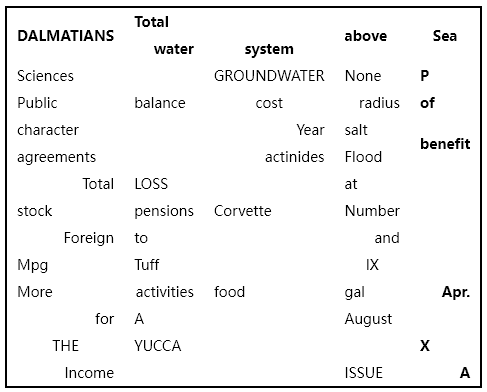 DALMATIANS Total water system above Sea
Sciences GROUNDWATER None P
Public balance cost radius of
character Year salt benefit
agreements actinides Flood
Total LOSS at
stock pensions Corvette Number
Foreign to and
Mpg Tuff IX
More activities food gal Apr.
for A August
THE YUCCA X
Income ISSUE A